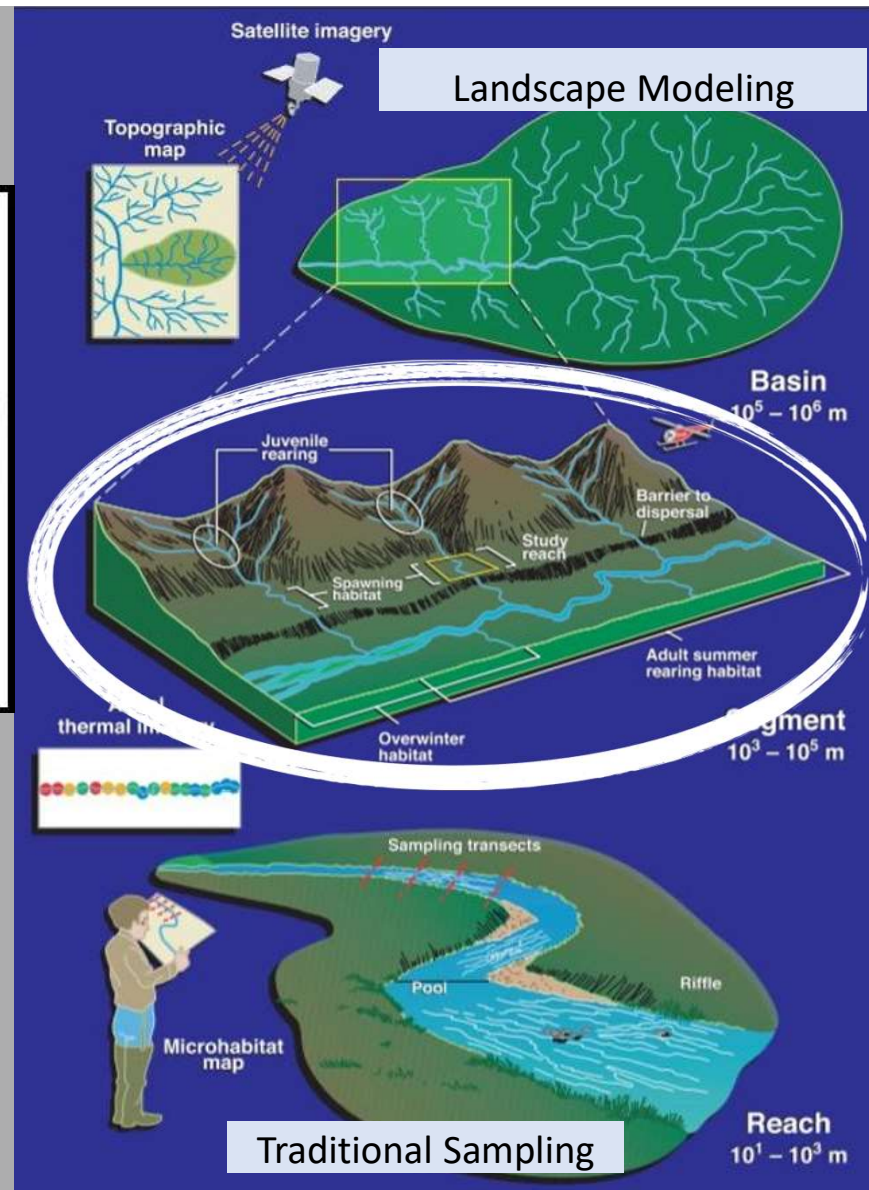 Satellite imagery
Landscape Modeling
Topographic
map
Basin
10⁵ – 10⁶ m
Juvenile
rearing
Barrier to
dispersal
Study
reach
Spawning
habitat
Adult summer
rearing habitat
Overwinter
habitat
thermal
10³ – 10⁵ m
Sampling transects
Pool
Riffle
Microhabitat
map
Reach
10¹ – 10³ m
Traditional Sampling